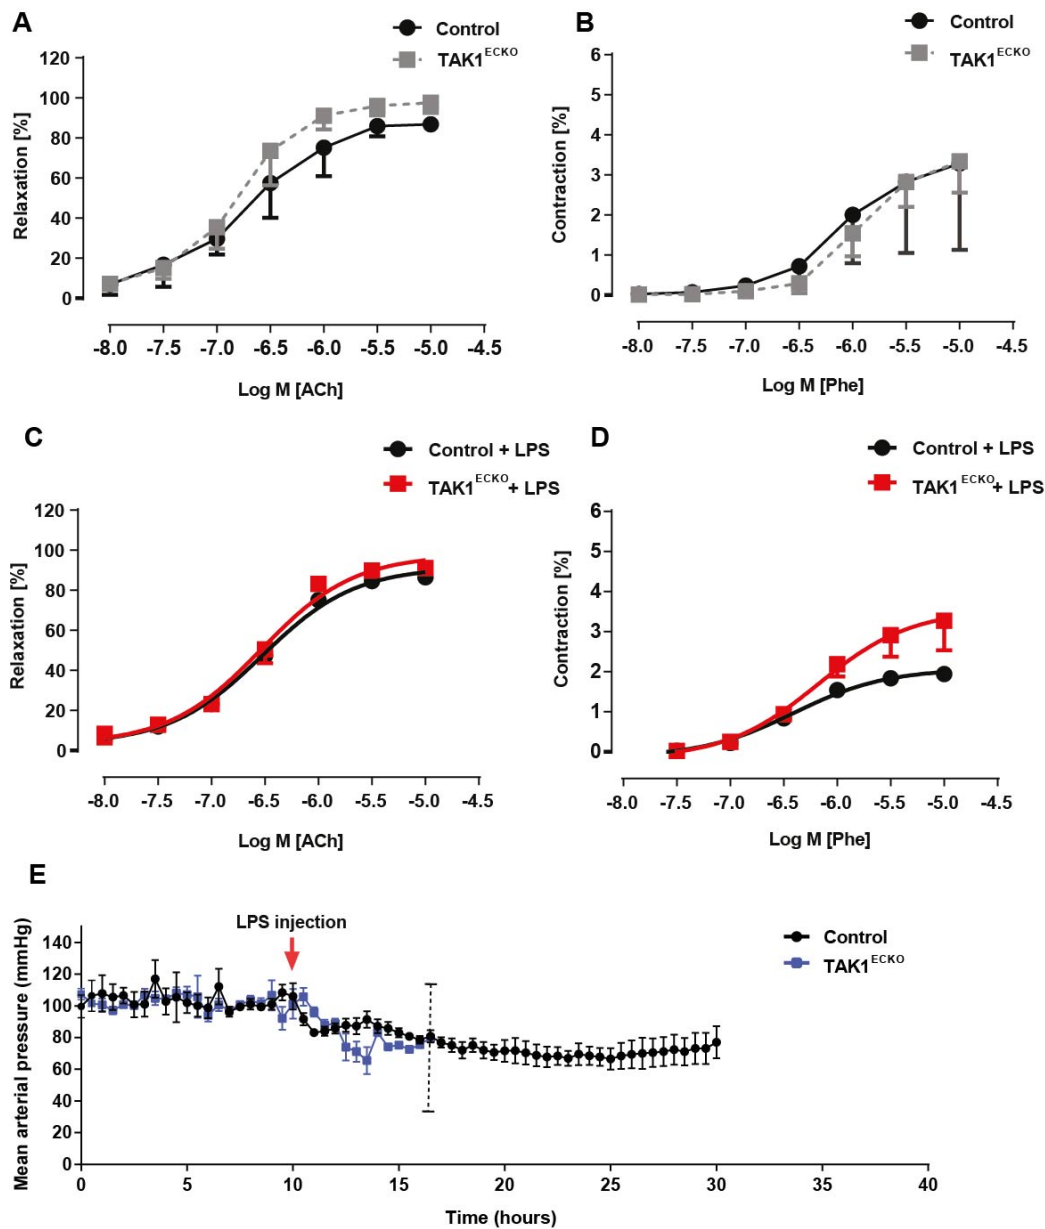 A
Control
TAK1ECKO
120
100
80
60
40
20
0
Relaxation [%]
-8.0 -7.5 -7.0 -6.5 -6.0 -5.5 -5.0 -4.5
Log M [ACh]
B
Control
TAK1ECKO
6
5
4
3
2
1
0
Contraction [%]
-8.0 -7.5 -7.0 -6.5 -6.0 -5.5 -5.0 -4.5
Log M [Phe]
C
Control + LPS
TAK1ECKO+ LPS
120
100
80
60
40
20
0
Relaxation [%]
-8.0 -7.5 -7.0 -6.5 -6.0 -5.5 -5.0 -4.5
Log M [ACh]
D
Control + LPS
TAK1ECKO+ LPS
6
5
4
3
2
1
0
Contraction [%]
-8.0 -7.5 -7.0 -6.5 -6.0 -5.5 -5.0 -4.5
Log M [Phe]
E
LPS injection
Control
TAK1ECKO
140
120
100
80
60
40
20
0
Mean arterial pressure (mmHg)
0 5 10 15 20 25 30 35 40
Time (hours)